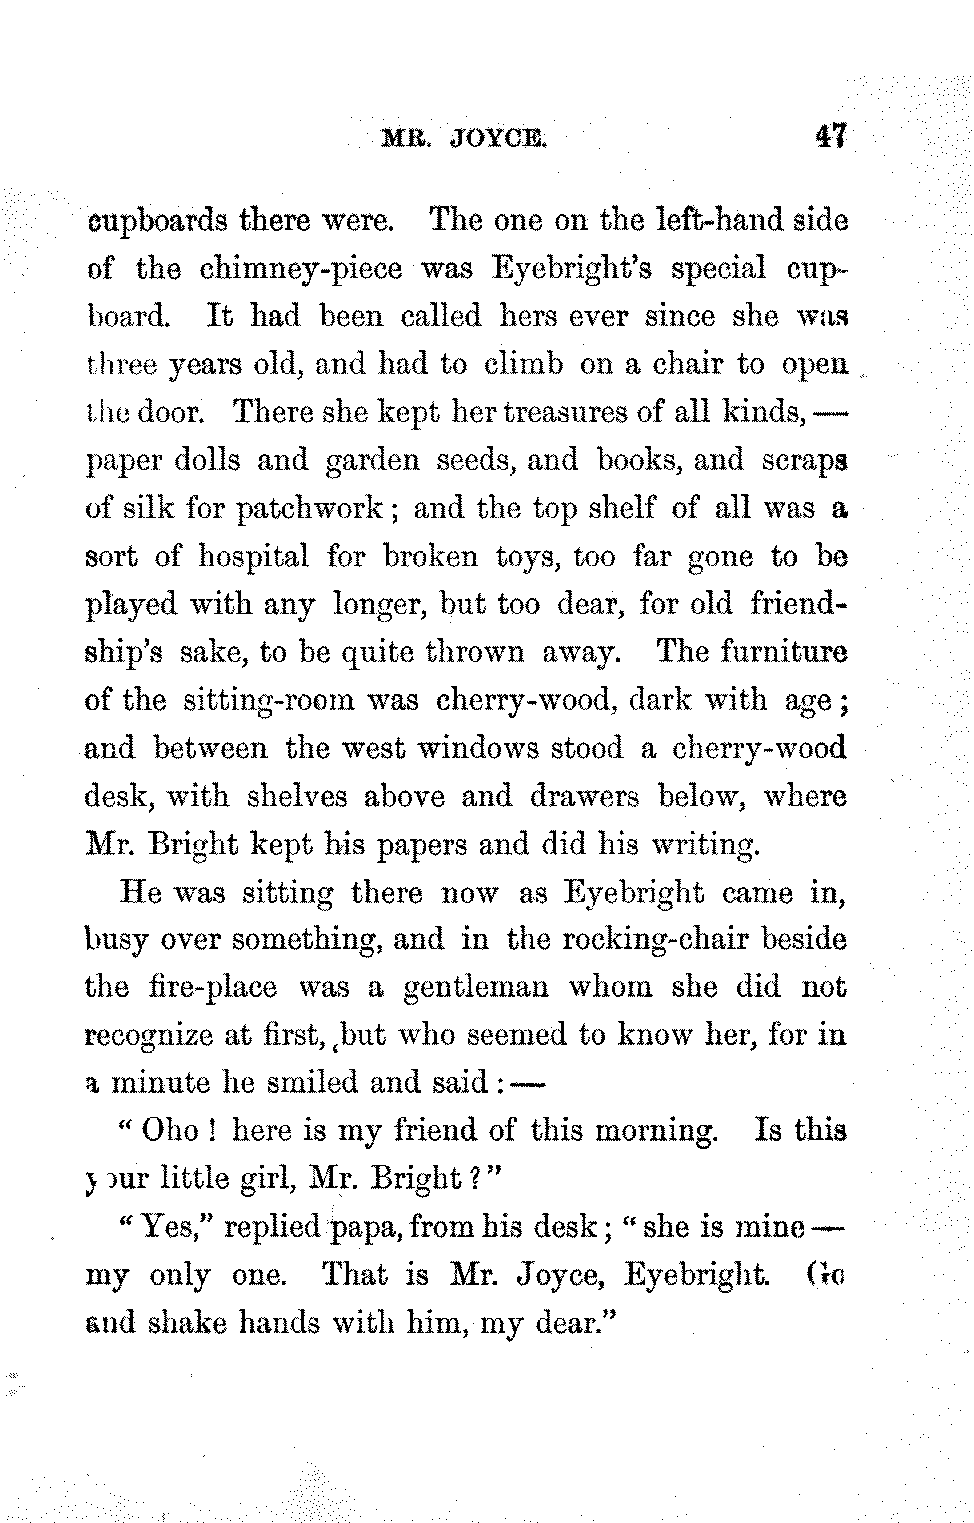 MR. JOYCE. 47
cupboards there were. The one on the left-hand side
of the chimney-piece was Eyebright's special cup-
board. It had been called hers ever since she was
three years old, and had to climb on a chair to open
the door. There she kept her treasures of all kinds,—
paper dolls and garden seeds, and books, and scraps
of silk for patchwork; and the top shelf of all was a
sort of hospital for broken toys, too far gone to be
played with any longer, but too dear, for old friend-
ship's sake, to be quite thrown away. The furniture
of the sitting-room was cherry-wood, dark with age;
and between the west windows stood a cherry-wood
desk, with shelves above and drawers below, where
Mr. Bright kept his papers and did his writing.
He was sitting there now as Eyebright came in,
busy over something, and in the rocking-chair beside
the fire-place was a gentleman whom she did not
recognize at first, but who seemed to know her, for in
a minute he smiled and said:—
"Oho! here is my friend of this morning. Is this
your little girl, Mr. Bright?"
"Yes," replied papa, from his desk; "she is mine—
my only one. That is Mr. Joyce, Eyebright. Go
and shake hands with him, my dear."